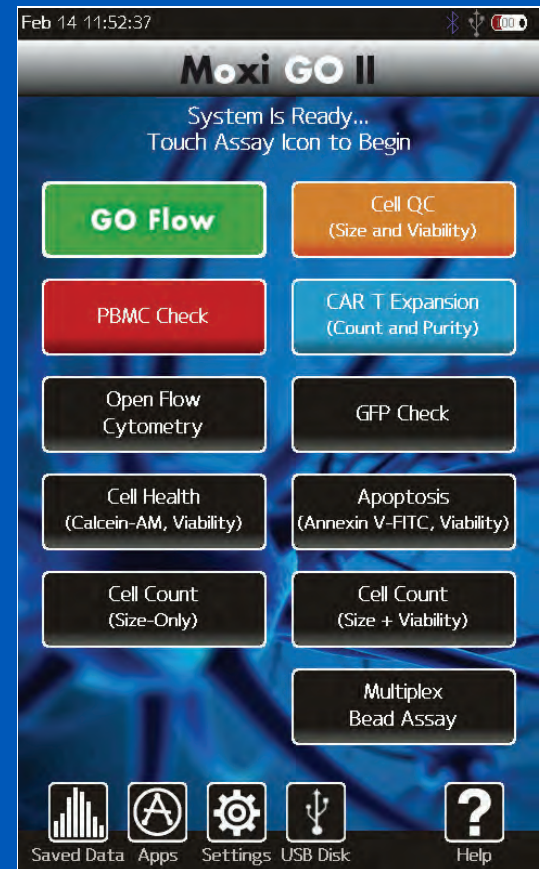 Feb 14 11:52:37
100
Moxi GO II
System Is Ready...
Touch Assay Icon to Begin
GO Flow
Cell QC
(Size and Viability)
PBMC Check
CAR T Expansion
(Count and Purity)
Open Flow
Cytometry
GFP Check
Cell Health
(Calcein-AM, Viability)
Apoptosis
(Annexin V-FITC, Viability)
Cell Count
(Size-Only)
Cell Count
(Size + Viability)
Multiplex
Bead Assay
Saved Data Apps Settings USB Disk Help